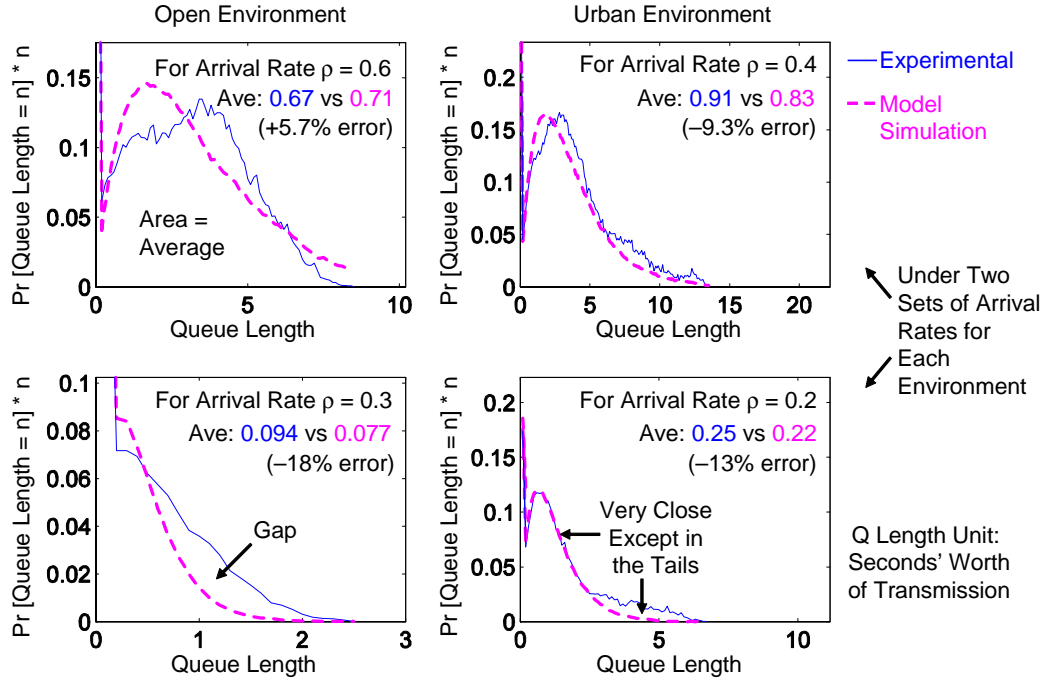 Open Environment
Pr [Queue Length = n] * n
0.15
0.1
0.05
0
For Arrival Rate ρ = 0.6
Ave: 0.67 vs 0.71
(+5.7% error)
Area =
Average
0
5
10
Queue Length
Urban Environment
0.2
0.15
0.1
0.05
0
For Arrival Rate ρ = 0.4
Ave: 0.91 vs 0.83
(–9.3% error)
0
5
10
15
20
Queue Length
Experimental
Model
Simulation
Under Two
Sets of Arrival
Rates for
Each
Environment
Pr [Queue Length = n] * n
0.1
0.08
0.06
0.04
0.02
0
For Arrival Rate ρ = 0.3
Ave: 0.094 vs 0.077
(–18% error)
Gap
0
1
2
3
Queue Length
0.2
0.15
0.1
0.05
0
For Arrival Rate ρ = 0.2
Ave: 0.25 vs 0.22
(–13% error)
Very Close
Except in
the Tails
0
5
10
Queue Length
Q Length Unit:
Seconds’ Worth
of Transmission